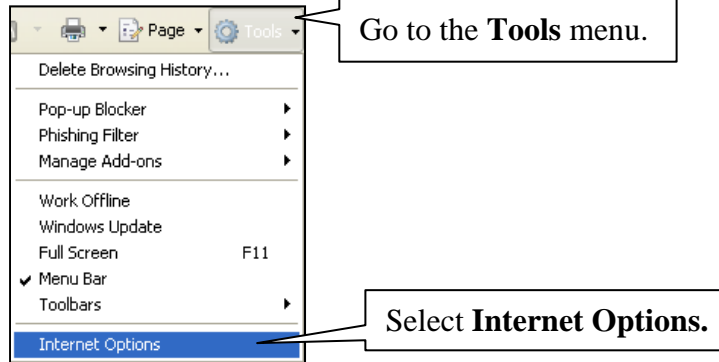 Page Tools
Go to the Tools menu.
Delete Browsing History...
Pop-up Blocker
Phishing Filter
Manage Add-ons
Work Offline
Windows Update
Full Screen F11
Menu Bar
Toolbars
Select Internet Options.
Internet Options